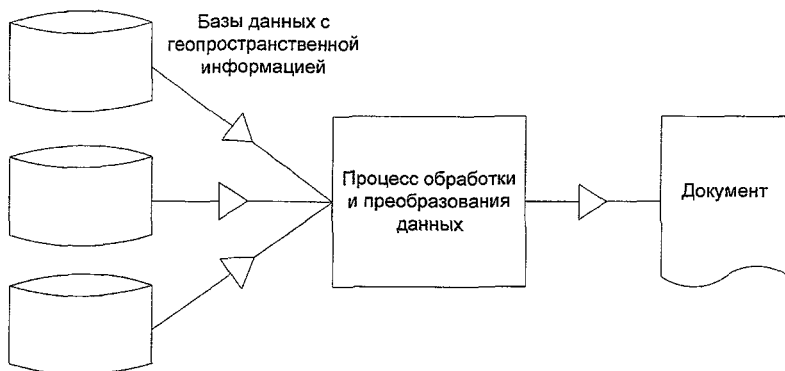 Базы данных с
геопространственной
информацией
Процесс обработки
и преобразования
данных
Документ